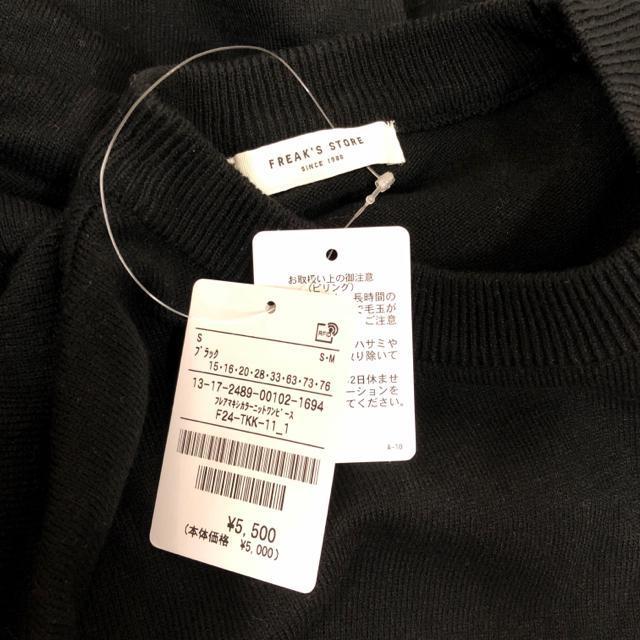 FREAK'S STORE
SINCE 1986
お取扱い上の御注意
(ピリング)
長時間の
で毛玉が
ご注意
ハサミや
り除いて
2日休ませ
ーションを
てください。
A-10
S
S-M
ブラック
15・16・20・28・33・63・73・76
13-17-2489-00102-1694
フレアマキシカラーニットワンピース
F24-TKK-11_1
¥5,500
(本体価格 ¥5,000)